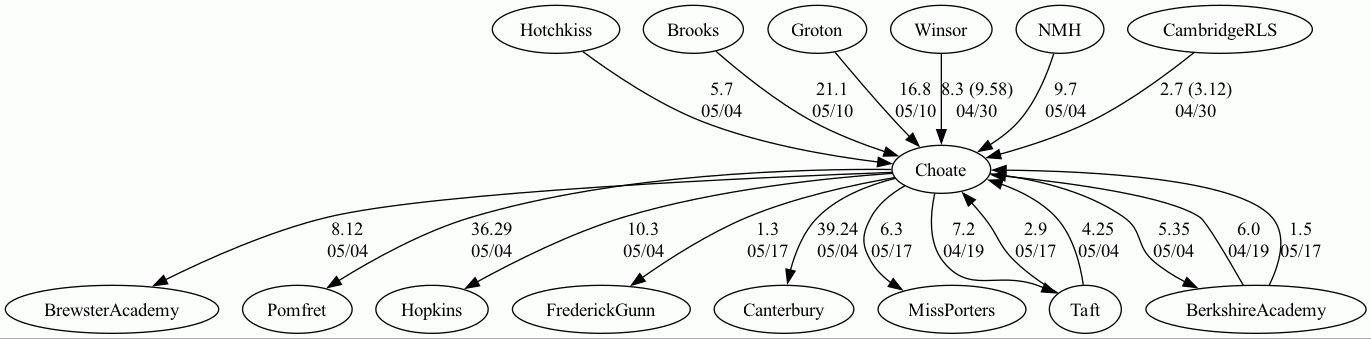 Hotchkiss
Brooks
Groton
Winsor
NMH
CambridgeRLS
5.7
05/04
21.1
05/10
16.8
05/10
8.3 (9.58)
04/30
9.7
05/04
2.7 (3.12)
04/30
Choate
8.12
05/04
36.29
05/04
10.3
05/04
1.3
05/17
39.24
05/04
6.3
05/17
7.2
04/19
2.9
05/17
4.25
05/04
5.35
05/04
6.0
04/19
1.5
05/17
BrewsterAcademy
Pomfret
Hopkins
FrederickGunn
Canterbury
MissPorters
Taft
BerkshireAcademy